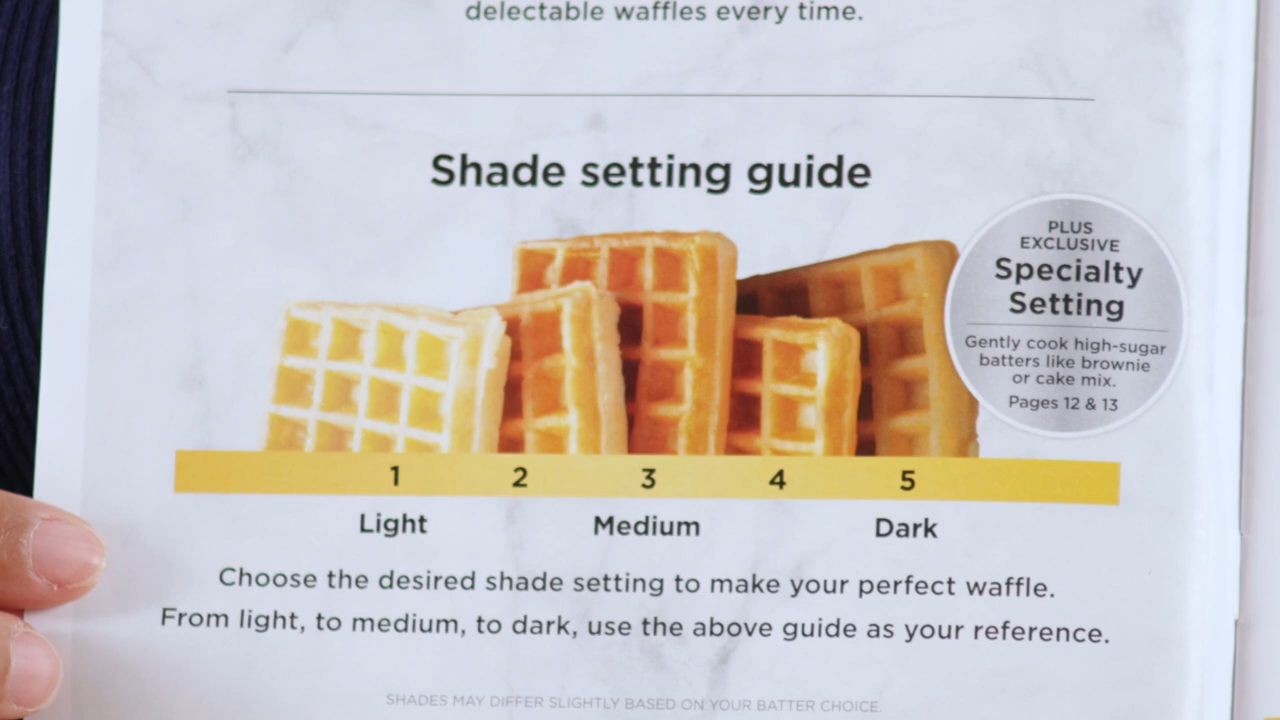 delectable waffles every time.
Shade setting guide
PLUS
EXCLUSIVE
Specialty
Setting
Gently cook high-sugar
batters like brownie
or cake mix.
Pages 12 & 13
1 2 3 4 5
Light Medium Dark
Choose the desired shade setting to make your perfect waffle.
From light, to medium, to dark, use the above guide as your reference.
SHADES MAY DIFFER SLIGHTLY BASED ON YOUR BATTER CHOICE.